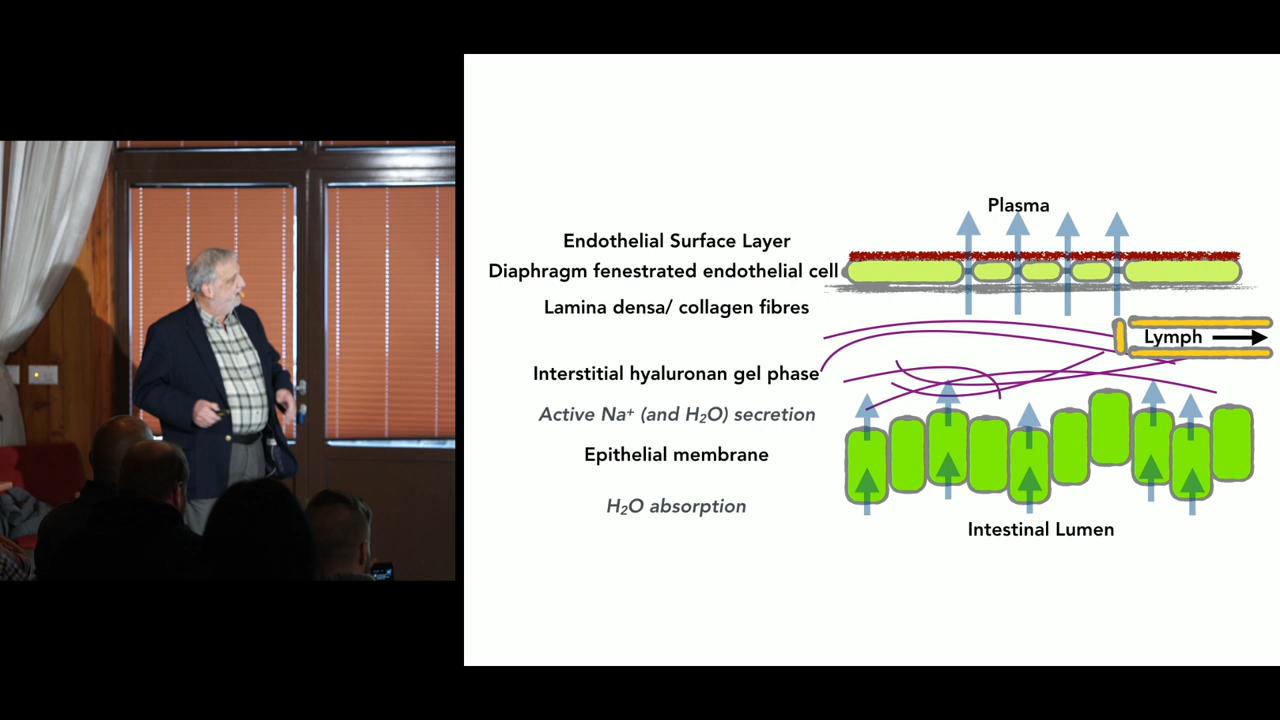 Plasma
Endothelial Surface Layer
Diaphragm fenestrated endothelial cell
Lamina densa/ collagen fibres
Lymph
Interstitial hyaluronan gel phase
Active Na⁺ (and H₂O) secretion
Epithelial membrane
H₂O absorption
Intestinal Lumen